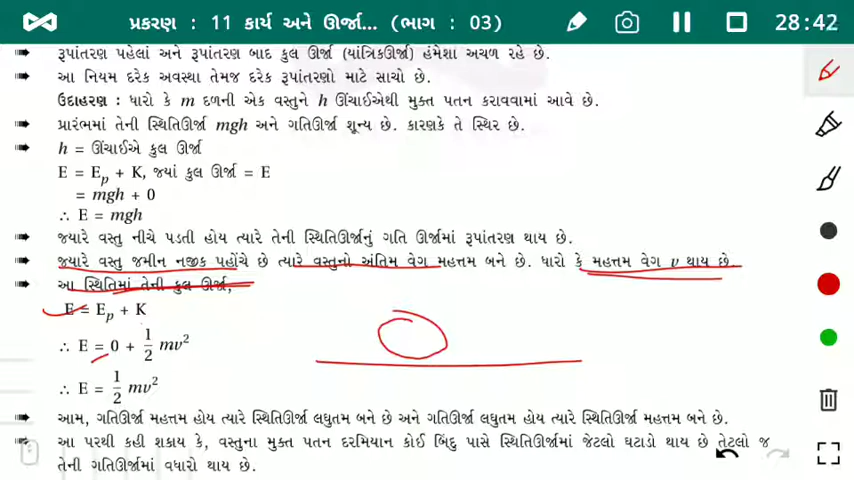 પ્રકરણ : 11 કાર્ય અને ઊર્જા... (ભાગ : 03)
28:42
રૂપાંતરણ પહેલાં અને રૂપાંતરણ બાદ કુલ ઊર્જા (યાંત્રિકઊર્જા) હંમેશાં અચળ રહે છે.
આ નિયમ દરેક અવસ્થા તેમજ દરેક રૂપાંતરણો માટે સાચો છે.
ઉદાહરણ : ધારો કે m દળની એક વસ્તુને h ઊંચાઈએથી મુક્ત પતન કરાવવામાં આવે છે.
પ્રારંભમાં તેની સ્થિતિઊર્જા mgh અને ગતિઊર્જા શૂન્ય છે. કારણકે તે સ્થિર છે.
h = ઊંચાઈએ કુલ ઊર્જા
E = Ep + K, જ્યાં કુલ ઊર્જા = E
= mgh + 0
∴ E = mgh
જ્યારે વસ્તુ નીચે પડતી હોય ત્યારે તેની સ્થિતિઊર્જાનું ગતિ ઊર્જામાં રૂપાંતરણ થાય છે.
જ્યારે વસ્તુ જમીન નજીક પહોંચે છે ત્યારે વસ્તુનો અંતિમ વેગ મહત્તમ બને છે. ધારો કે મહત્તમ વેગ v થાય છે.
આ સ્થિતિમાં તેની કુલ ઊર્જા,
E = Ep + K
∴ E = 0 + 1/2 mv²
∴ E = 1/2 mv²
આમ, ગતિઊર્જા મહત્તમ હોય ત્યારે સ્થિતિઊર્જા લઘુતમ બને છે અને ગતિઊર્જા લઘુતમ હોય ત્યારે સ્થિતિઊર્જા મહત્તમ બને છે.
આ પરથી કહી શકાય કે, વસ્તુના મુક્ત પતન દરમિયાન કોઈ બિંદુ પાસે સ્થિતિઊર્જામાં જેટલો ઘટાડો થાય છે તેટલો જ
તેની ગતિઊર્જામાં વધારો થાય છે.